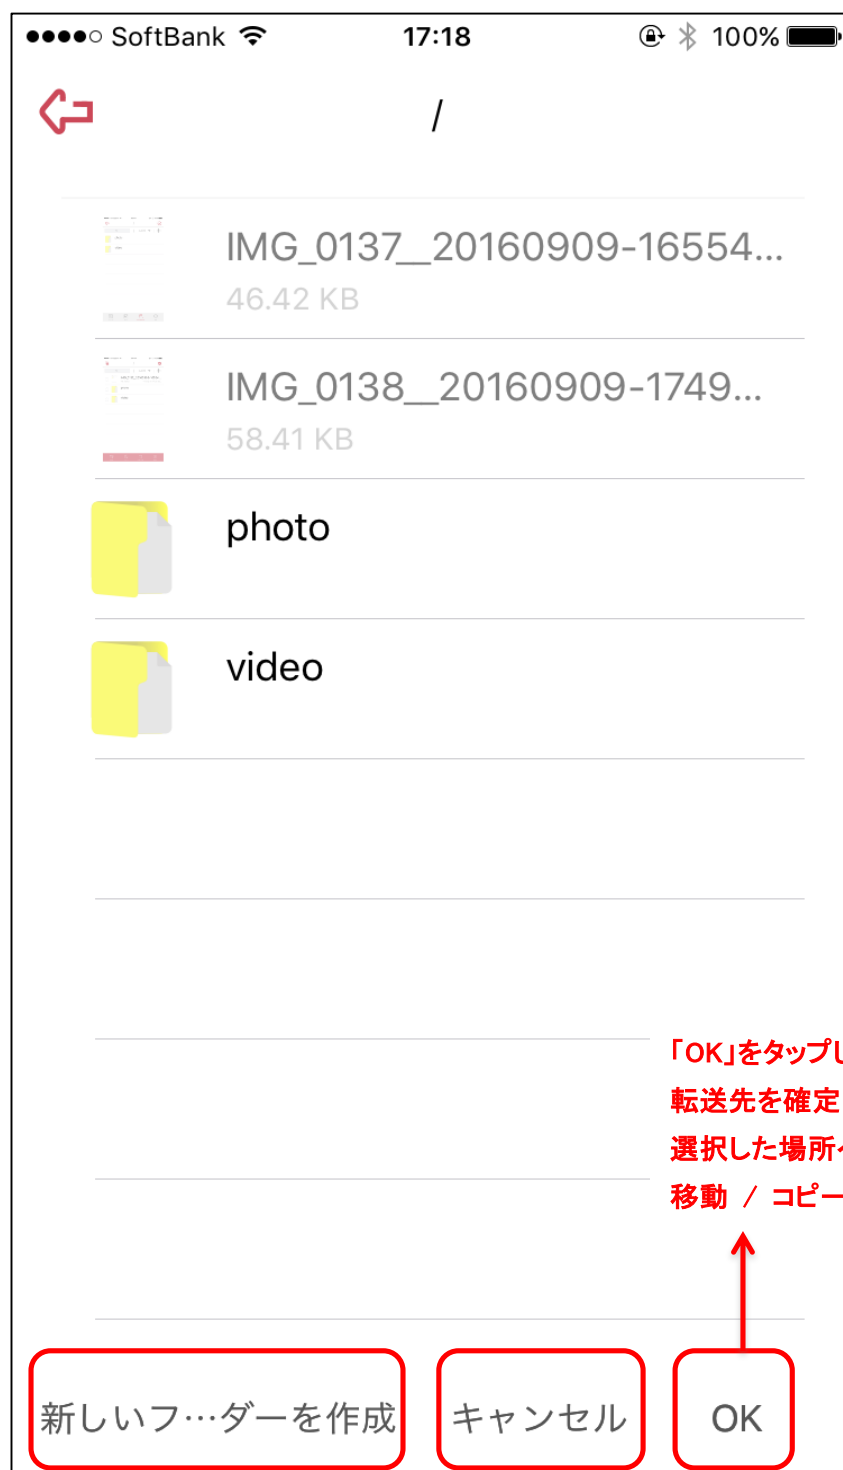 ●●●●○ SoftBank 17:18 100%
/
IMG_0137__20160909-16554...
46.42 KB
IMG_0138__20160909-1749...
58.41 KB
photo
video
「OK」をタップし
転送先を確定
選択した場所へ
移動 / コピー
新しいフ…ダーを作成 キャンセル OK